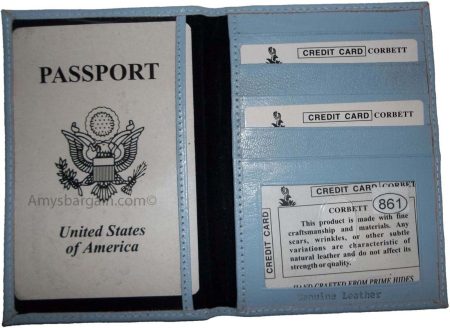 PASSPORT
Amysbargain.com©
United States
of America
CREDIT CARD CORBETT
CREDIT CARD CORBETT
CREDIT CARD CORBETT
CREDIT CARD
861
CORBETT
This product is made with fine
craftsmanship and materials. Any
scars, wrinkles, or other subtle
variations are characteristic of
natural leather and do not affect its
strength or quality.
HAND CRAFTED FROM PRIME HIDES
Genuine Leather